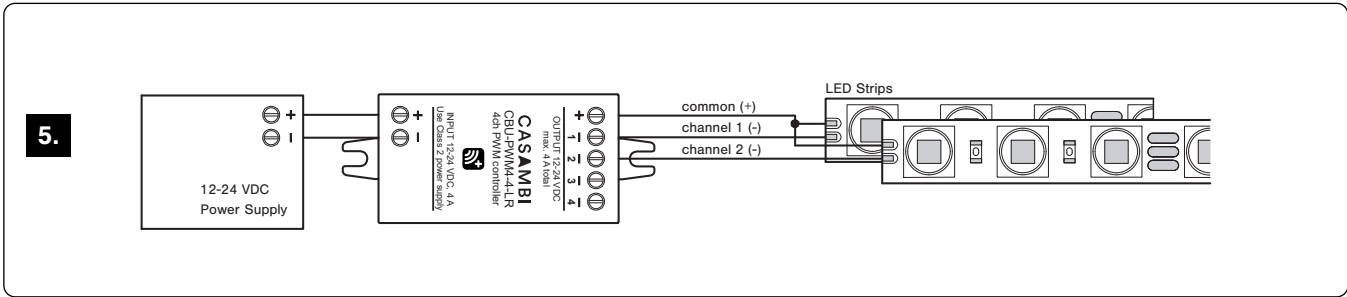 5.
12-24 VDC
Power Supply
+
-
+
-
INPUT 12-24 VDC, 4 A
Use Class 2 power supply
CASAMBI
CBU-PWM4-4-LR
4ch PWM controller
OUTPUT 12-24 VDC
max. 4 A total
+
1 -
2 -
3 -
4 -
common (+)
channel 1 (-)
channel 2 (-)
LED Strips